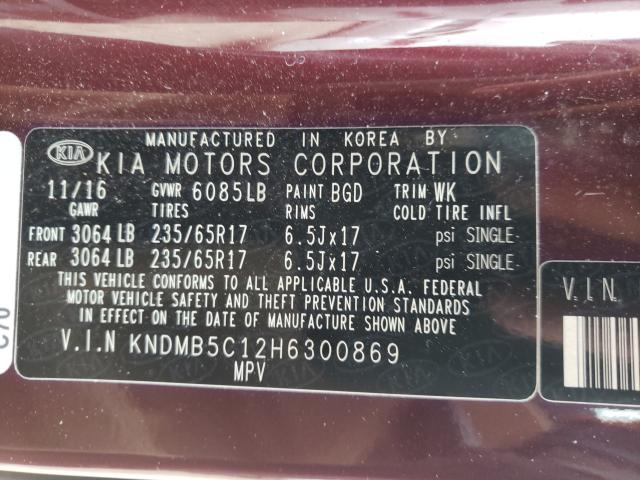 KIA
MANUFACTURED IN KOREA BY
KIA MOTORS CORPORATION
11/16 GVWR 6085LB PAINT BGD TRIM WK
GAWR TIRES RIMS COLD TIRE INFL
FRONT 3064 LB 235/65R17 6.5Jx17 psi SINGLE-
REAR 3064 LB 235/65R17 6.5Jx17 psi SINGLE-
THIS VEHICLE CONFORMS TO ALL APPLICABLE U.S.A. FEDERAL
MOTOR VEHICLE SAFETY AND THEFT PREVENTION STANDARDS
IN EFFECT ON THE DATE OF MANUFACTURE SHOWN ABOVE
V.I.N KNDMB5C12H6300869
MPV
V.I.N.